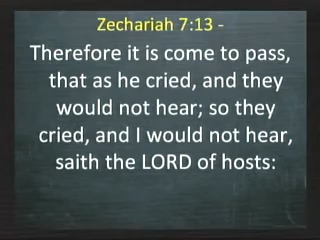 Zechariah 7:13 -
Therefore it is come to pass,
that as he cried, and they
would not hear; so they
cried, and I would not hear,
saith the LORD of hosts: